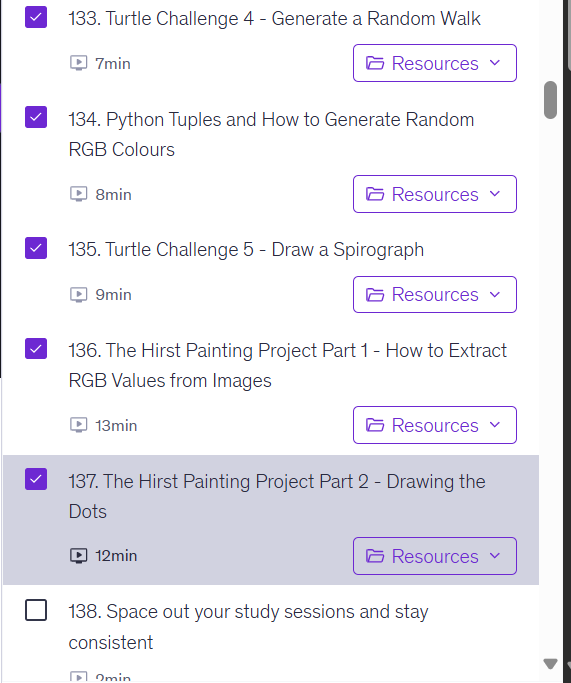 133. Turtle Challenge 4 - Generate a Random Walk
7min
Resources
134. Python Tuples and How to Generate Random
RGB Colours
8min
Resources
135. Turtle Challenge 5 - Draw a Spirograph
9min
Resources
136. The Hirst Painting Project Part 1 - How to Extract
RGB Values from Images
13min
Resources
137. The Hirst Painting Project Part 2 - Drawing the
Dots
12min
Resources
138. Space out your study sessions and stay
consistent
2min